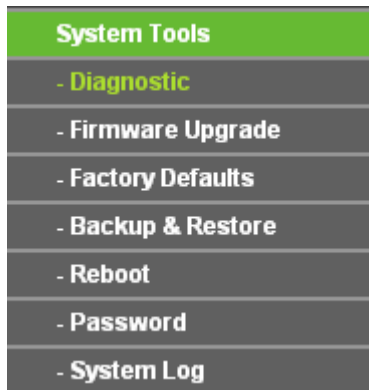 System Tools
- Diagnostic
- Firmware Upgrade
- Factory Defaults
- Backup & Restore
- Reboot
- Password
- System Log